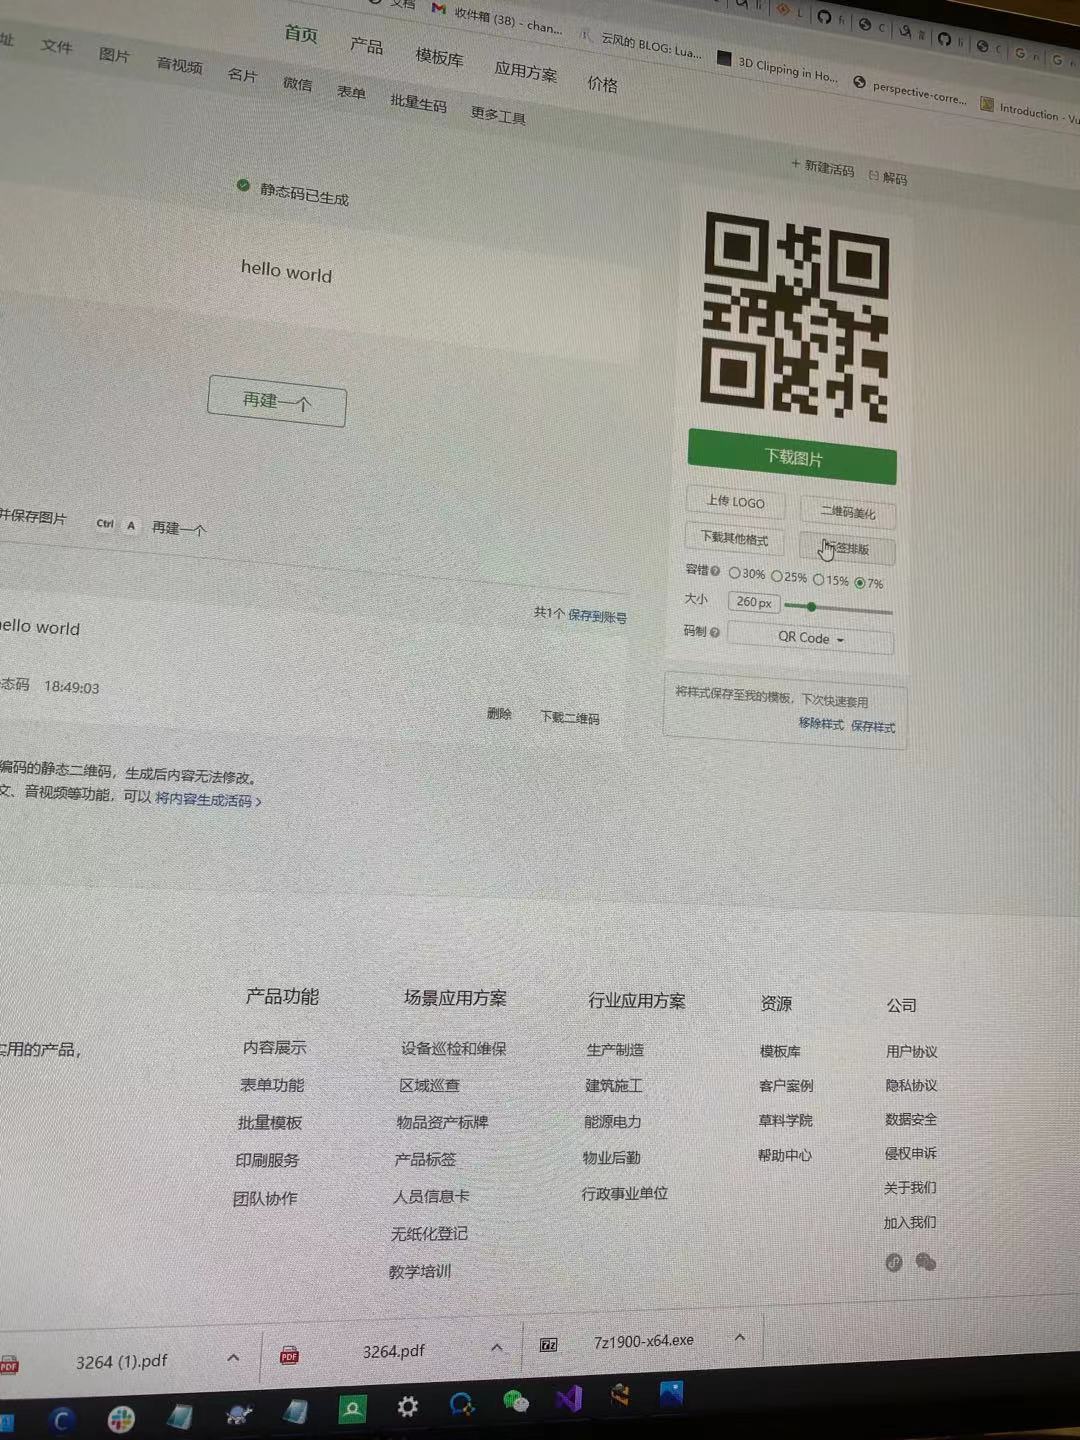 文档 收件箱 (38) - chan... 云风的 BLOG: Lua... 3D Clipping in Ho... perspective-corre... Introduction - Vu
首页 产品 模板库 应用方案 价格
址 文件 图片 音视频 名片 微信 表单 批量生码 更多工具
+ 新建活码 解码
静态码已生成
hello world
再建一个
下载图片
上传 LOGO 二维码美化
下载其他格式 标签排版
并保存图片 Ctrl A 再建一个
容错 30% 25% 15% 7%
大小 260 px
码制 QR Code
共1个 保存到账号
hello world
态码 18:49:03
删除 下载二维码
将样式保存至我的模板，下次快速套用
移除样式 保存样式
编码的静态二维码，生成后内容无法修改。
文、音视频等功能，可以 将内容生成活码 >
实用的产品，
产品功能
内容展示
表单功能
批量模板
印刷服务
团队协作
场景应用方案
设备巡检和维保
区域巡查
物品资产标牌
产品标签
人员信息卡
无纸化登记
教学培训
行业应用方案
生产制造
建筑施工
能源电力
物业后勤
行政事业单位
资源
模板库
客户案例
草料学院
帮助中心
公司
用户协议
隐私协议
数据安全
侵权申诉
关于我们
加入我们
PDF 3264 (1).pdf PDF 3264.pdf 7z 7z1900-x64.exe